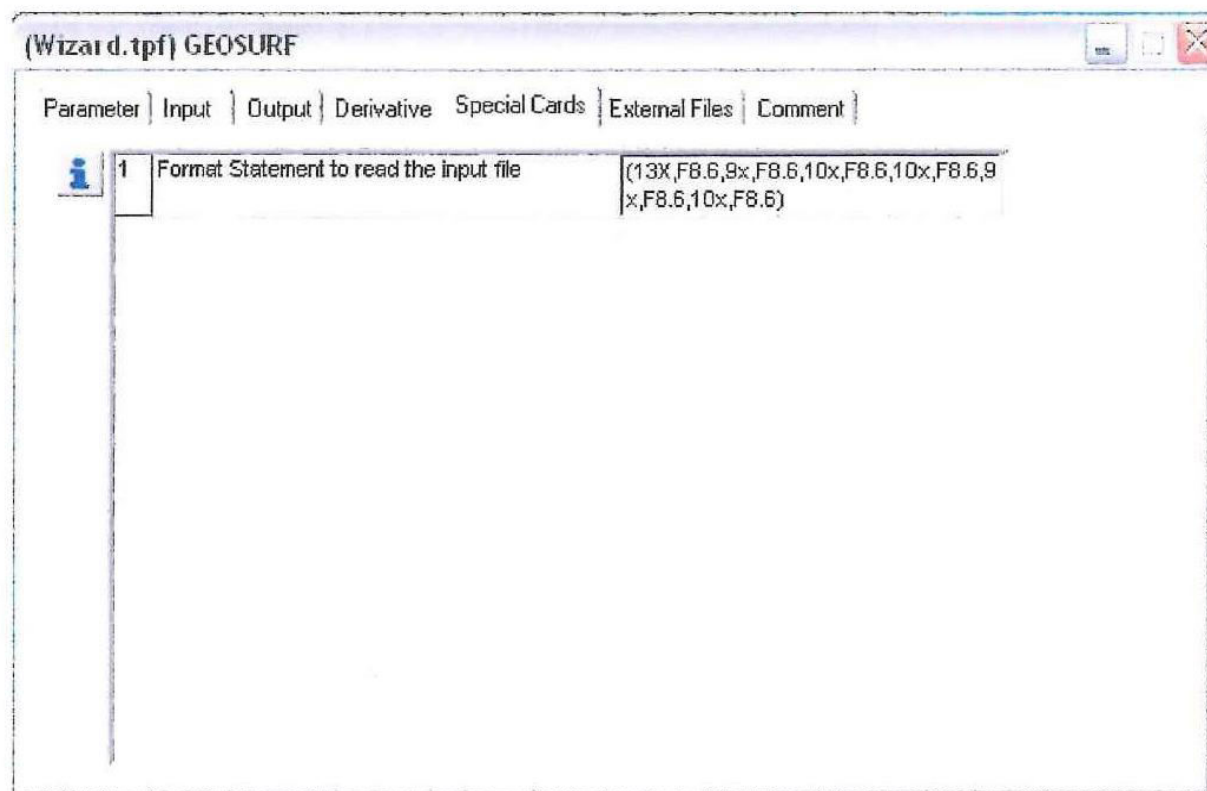 (Wizard.tpf) GEOSURF
Parameter Input Output Derivative Special Cards External Files Comment
1 Format Statement to read the input file (13X,F8.6,9x,F8.6,10x,F8.6,10x,F8.6,9
x,F8.6,10x,F8.6)